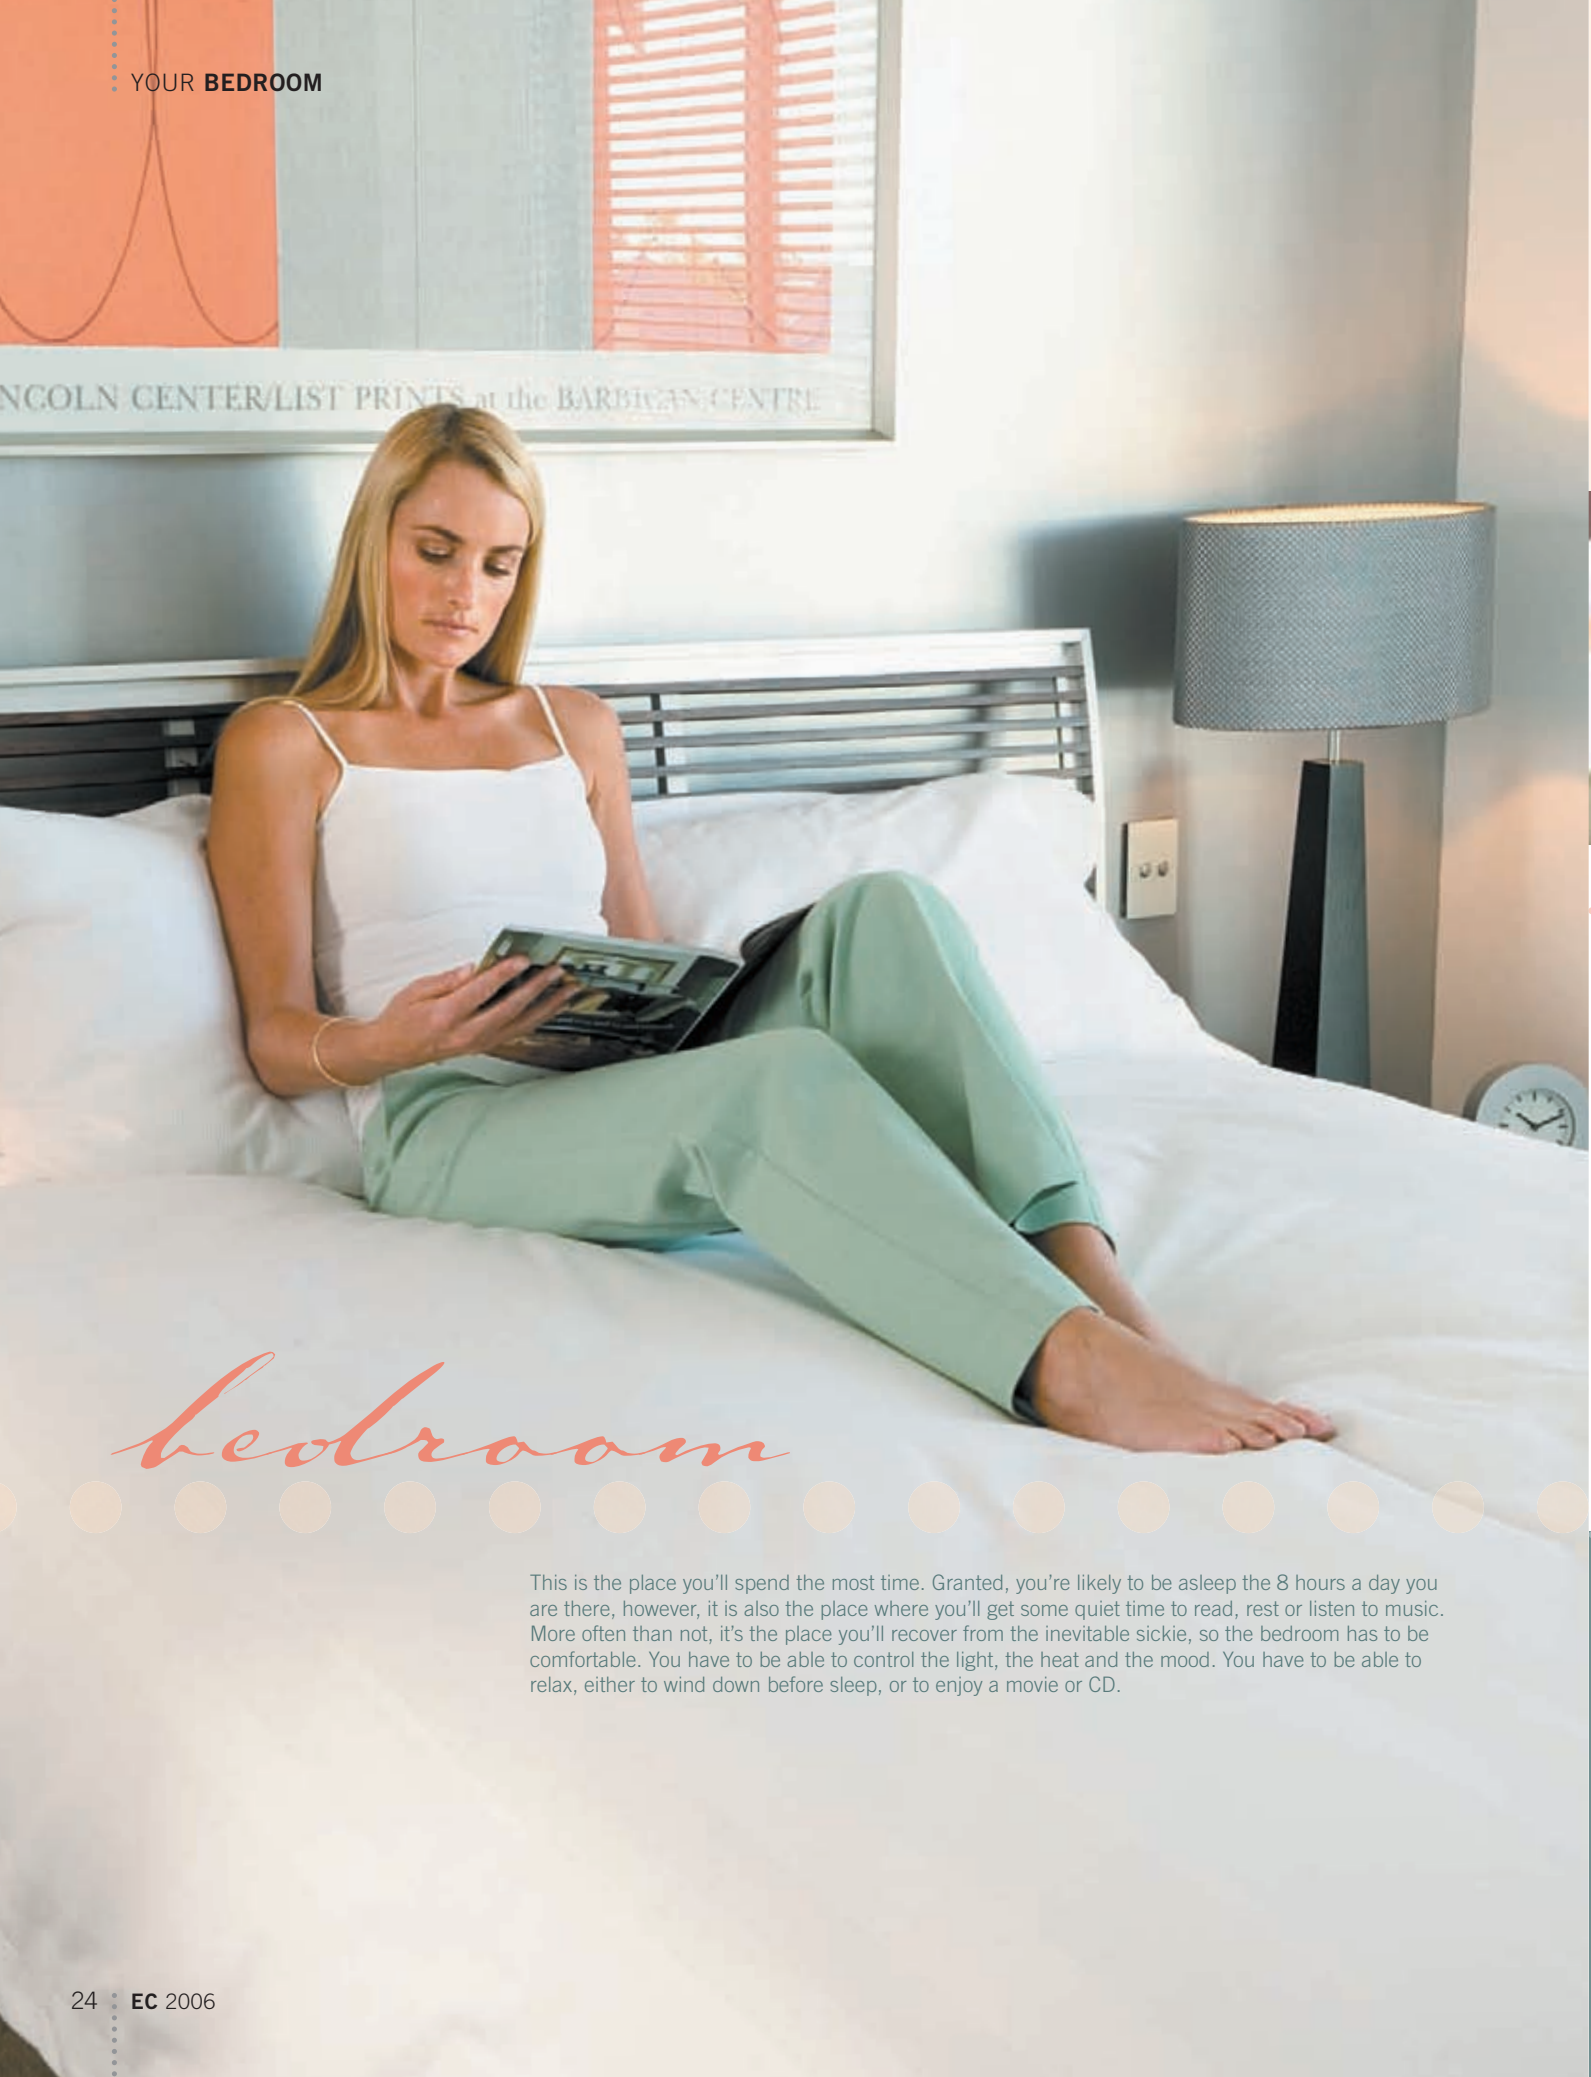 YOUR BEDROOM
NCOLN CENTER/LIST PRINTS at the BARBICAN CENTRE
bedroom
This is the place you'll spend the most time. Granted, you're likely to be asleep the 8 hours a day you
are there, however, it is also the place where you'll get some quiet time to read, rest or listen to music.
More often than not, it's the place you'll recover from the inevitable sickie, so the bedroom has to be
comfortable. You have to be able to control the light, the heat and the mood. You have to be able to
relax, either to wind down before sleep, or to enjoy a movie or CD.
24 EC 2006